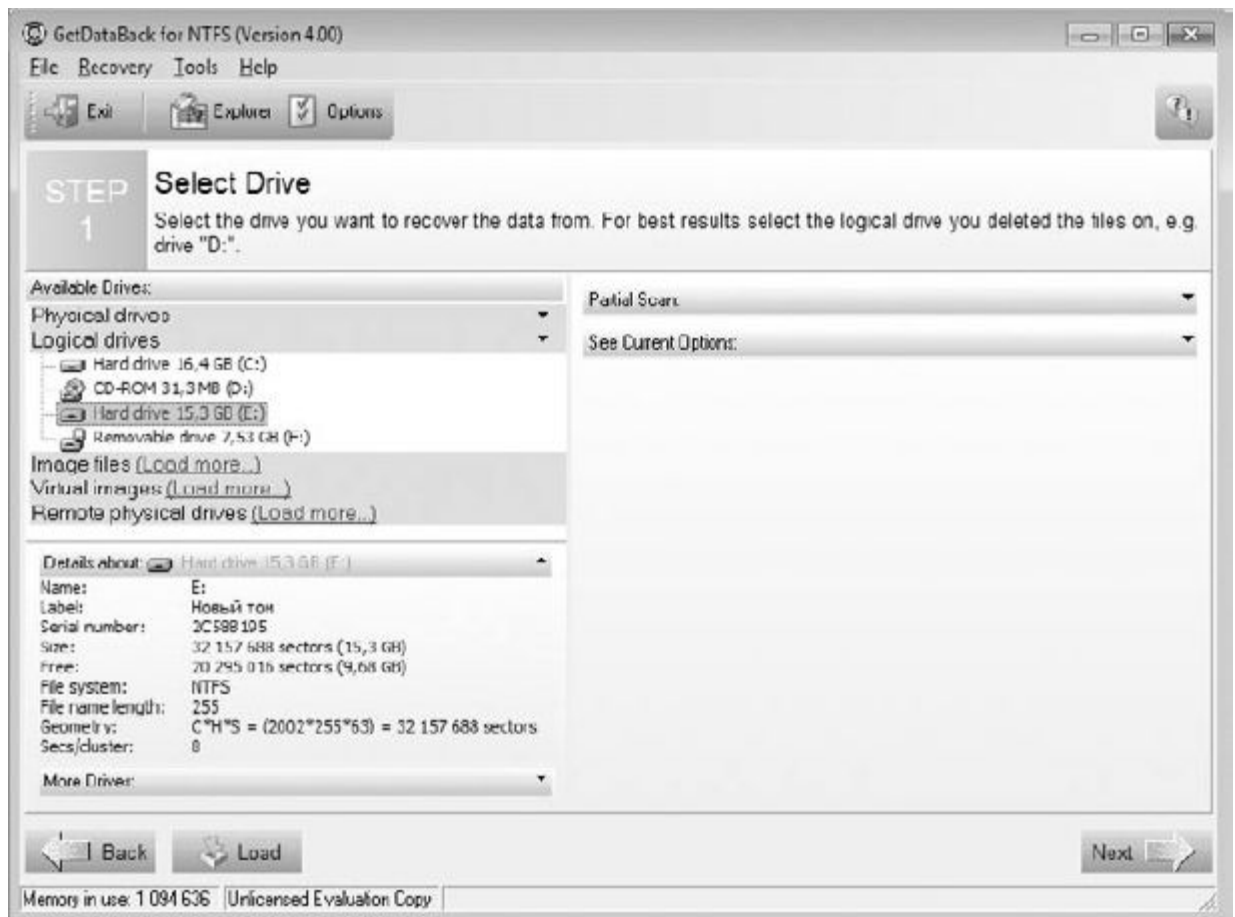 GetDataBack for NTFS (Version 4.00)
File Recovery Tools Help
Exit Explorer Options
STEP 1
Select Drive
Select the drive you want to recover the data from. For best results select the logical drive you deleted the files on, e.g.
drive "D:".
Available Drives:
Physical drives
Logical drives
Hard drive 16,4 GB (C:)
CD-ROM 31,3 MB (D:)
Hard drive 15,3 GB (E:)
Removable drive 7,53 GB (F:)
Image files (Load more...)
Virtual images (Load more...)
Remote physical drives (Load more...)
Partial Scan:
See Current Options:
Details about: Hard drive 15,3 GB (E:)
Name: E:
Label: Новый том
Serial number:
Size: 32 157 688 sectors (15,3 GB)
Free: 20 295 016 sectors (9,68 GB)
File system: NTFS
File name length: 255
Geometry: C*H*S = (2002*255*63) = 32 157 688 sectors
Secs/cluster: 8
More Drives:
Back Load Next
Memory in use: 1 094 636 Unlicensed Evaluation Copy